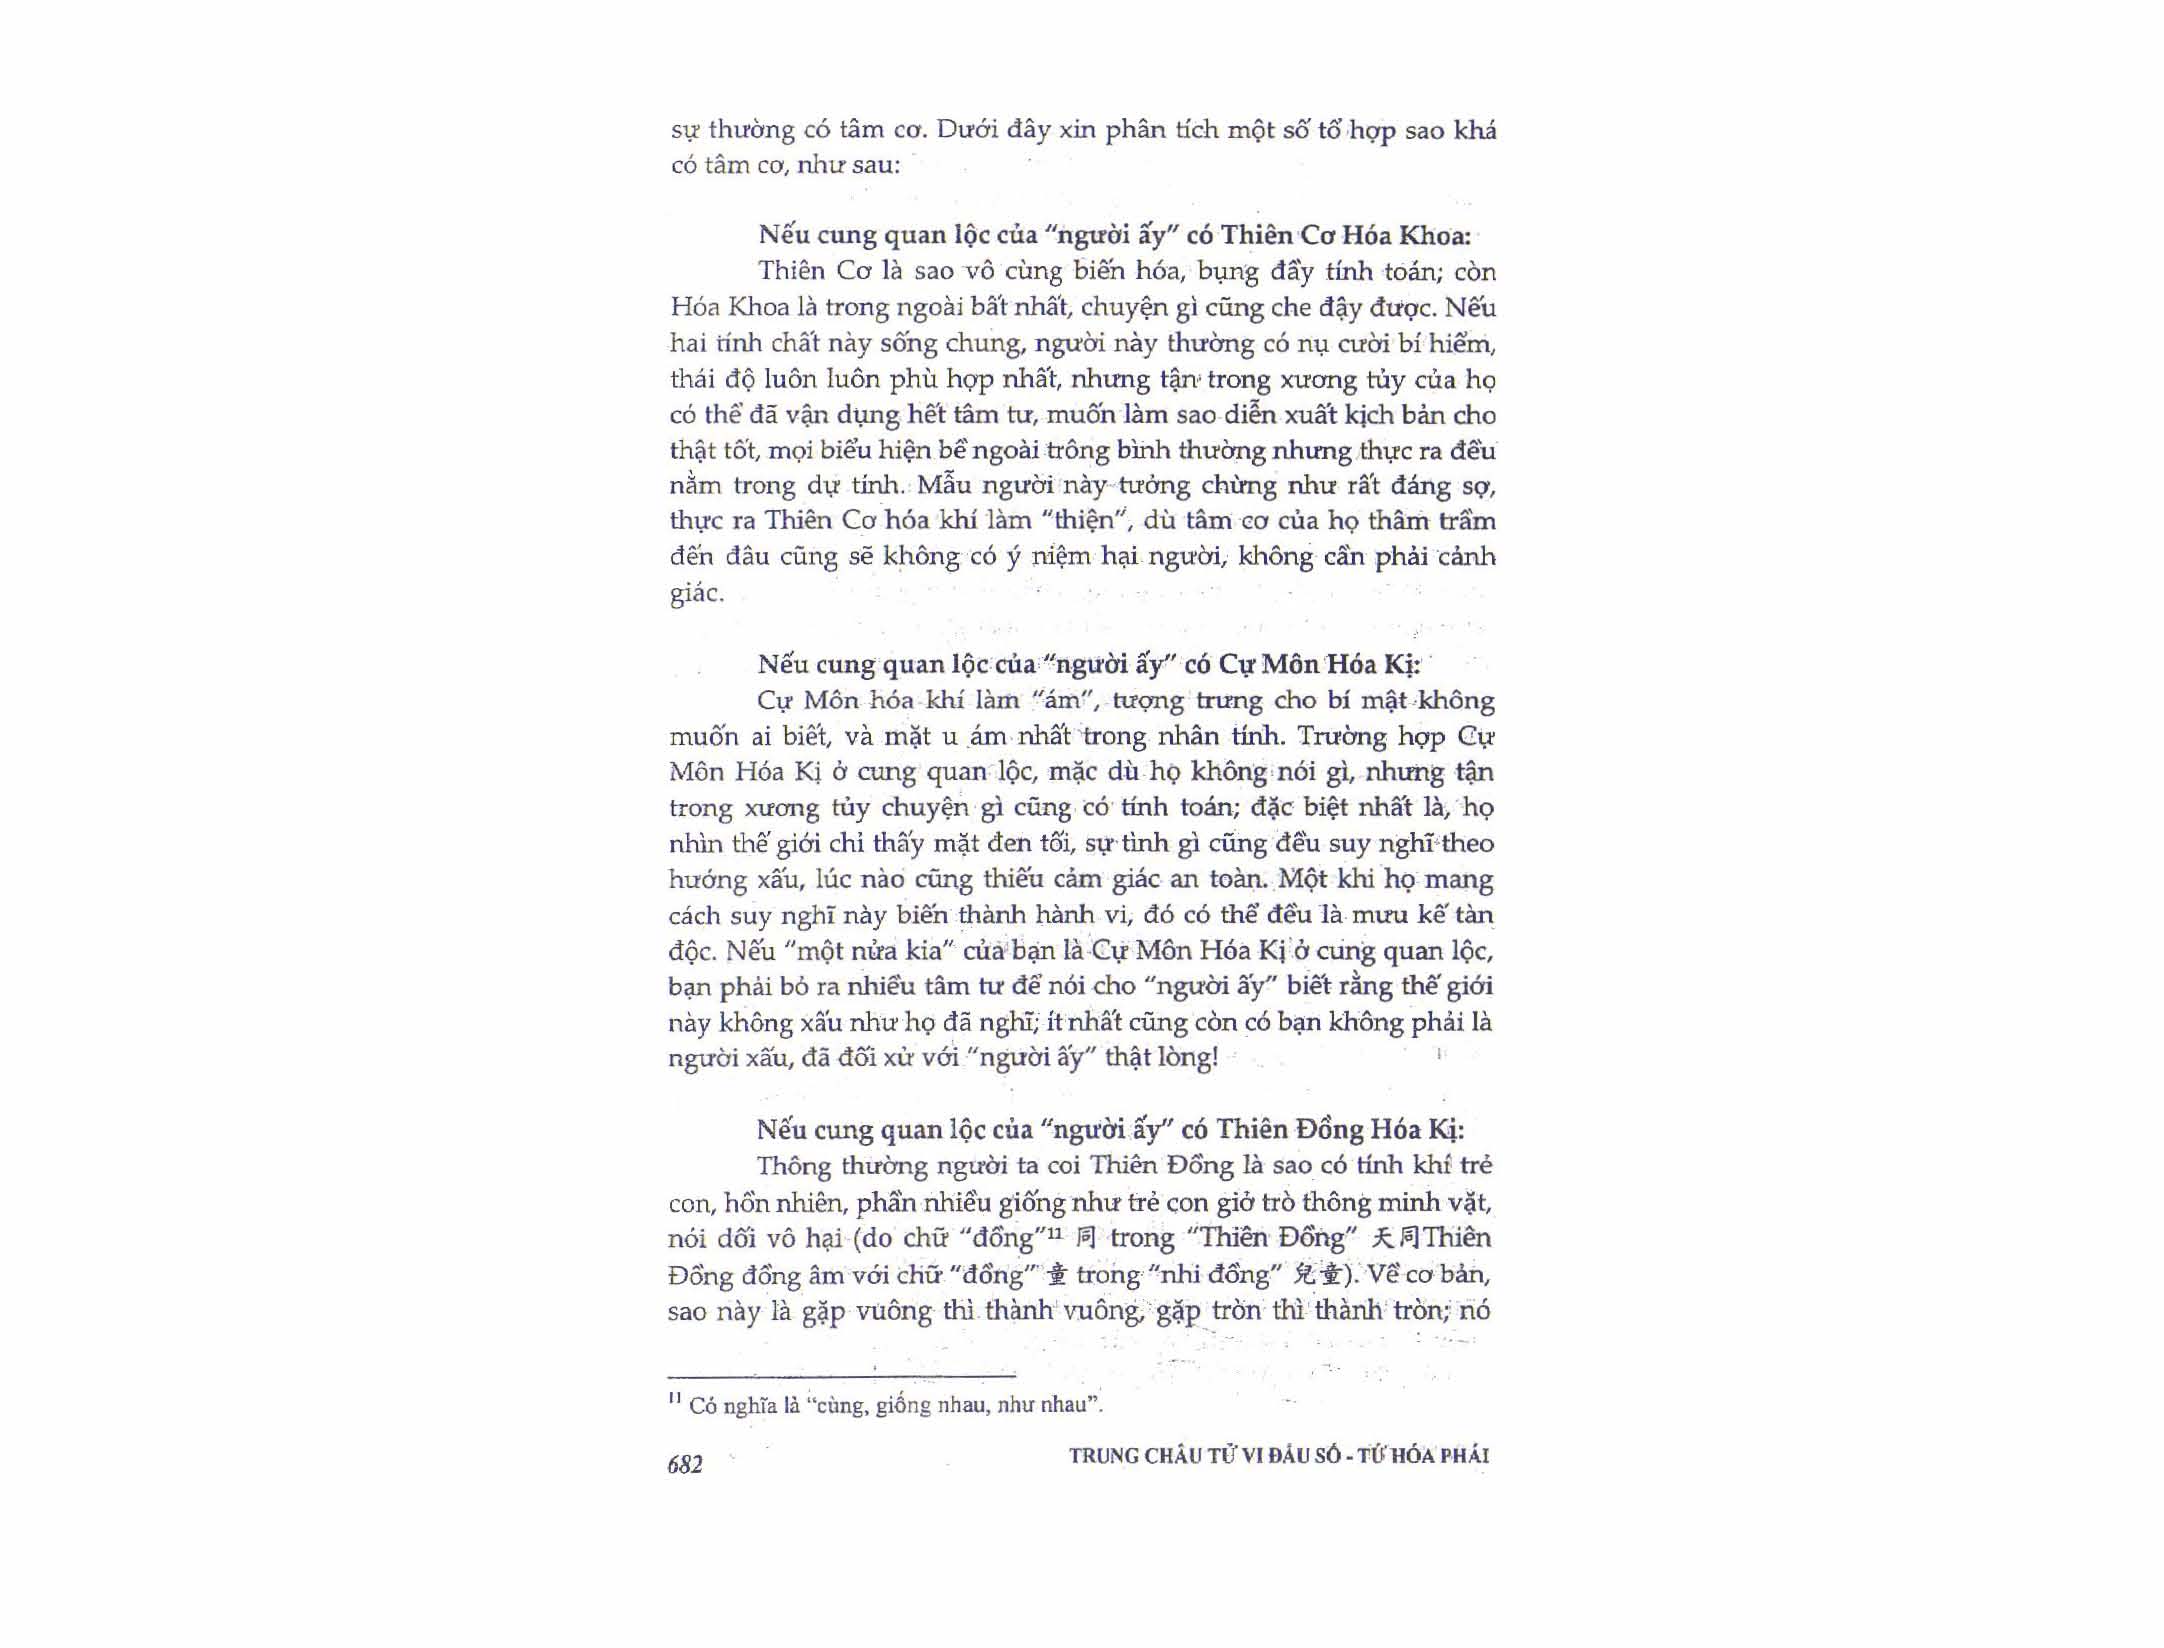 sự thường có tâm cơ. Dưới đây xin phân tích một số tổ hợp sao khá
có tâm cơ, như sau:
Nếu cung quan lộc của "người ấy" có Thiên Cơ Hóa Khoa:
Thiên Cơ là sao vô cùng biến hóa, bụng đầy tính toán; còn
Hóa Khoa là trong ngoài bất nhất, chuyện gì cũng che đậy được. Nếu
hai tính chất này sống chung, người này thường có nụ cười bí hiểm,
thái độ luôn luôn phù hợp nhất, nhưng tận trong xương tủy của họ
có thể đã vận dụng hết tâm tư, muốn làm sao diễn xuất kịch bản cho
thật tốt, mọi biểu hiện bề ngoài trông bình thường nhưng thực ra đều
nằm trong dự tính. Mẫu người này tưởng chừng như rất đáng sợ,
thực ra Thiên Cơ hóa khí làm "thiện", dù tâm cơ của họ thâm trầm
đến đâu cũng sẽ không có ý niệm hại người, không cần phải cảnh
giác.
Nếu cung quan lộc của "người ấy" có Cự Môn Hóa Kị:
Cự Môn hóa khí làm "ám", tượng trưng cho bí mật không
muốn ai biết, và mặt u ám nhất trong nhân tính. Trường hợp Cự
Môn Hóa Kị ở cung quan lộc, mặc dù họ không nói gì, nhưng tận
trong xương tủy chuyện gì cũng có tính toán; đặc biệt nhất là, họ
nhìn thế giới chỉ thấy mặt đen tối, sự tình gì cũng đều suy nghĩ theo
hướng xấu, lúc nào cũng thiếu cảm giác an toàn. Một khi họ mang
cách suy nghĩ này biến thành hành vi, đó có thể đều là mưu kế tàn
độc. Nếu "một nửa kia" của bạn là Cự Môn Hóa Kị ở cung quan lộc,
bạn phải bỏ ra nhiều tâm tư để nói cho "người ấy" biết rằng thế giới
này không xấu như họ đã nghĩ; ít nhất cũng còn có bạn không phải là
người xấu, đã đối xử với "người ấy" thật lòng!
Nếu cung quan lộc của "người ấy" có Thiên Đồng Hóa Kị:
Thông thường người ta coi Thiên Đồng là sao có tính khí trẻ
con, hồn nhiên, phần nhiều giống như trẻ con giở trò thông minh vặt,
nói dối vô hại (do chữ "đồng"¹¹ 同 trong "Thiên Đồng" 天同Thiên
Đồng đồng âm với chữ "đồng" 童 trong "nhi đồng" 兒童). Về cơ bản,
sao này là gặp vuông thì thành vuông, gặp tròn thì thành tròn; nó
¹¹ Có nghĩa là "cùng, giống nhau, như nhau".
682
TRUNG CHÂU TỬ VI ĐẨU SỐ - TỨ HÓA PHÁI